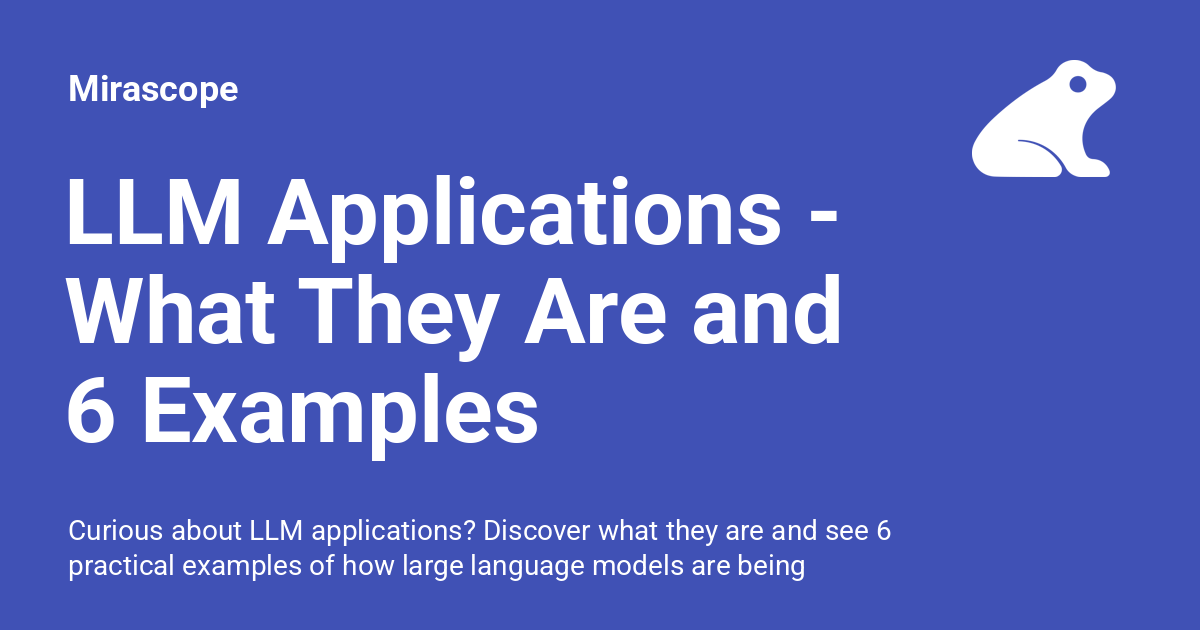 Mirascope
LLM Applications -
What They Are and
6 Examples
Curious about LLM applications? Discover what they are and see 6
practical examples of how large language models are being